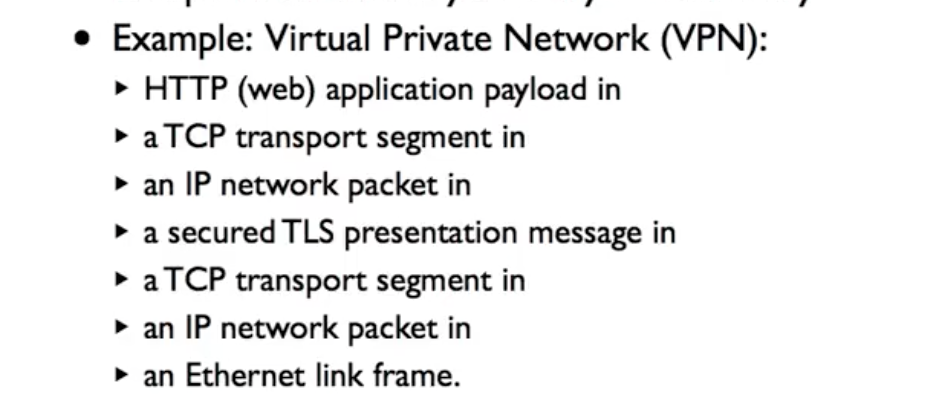 • Example: Virtual Private Network (VPN):
‣ HTTP (web) application payload in
‣ a TCP transport segment in
‣ an IP network packet in
‣ a secured TLS presentation message in
‣ a TCP transport segment in
‣ an IP network packet in
‣ an Ethernet link frame.